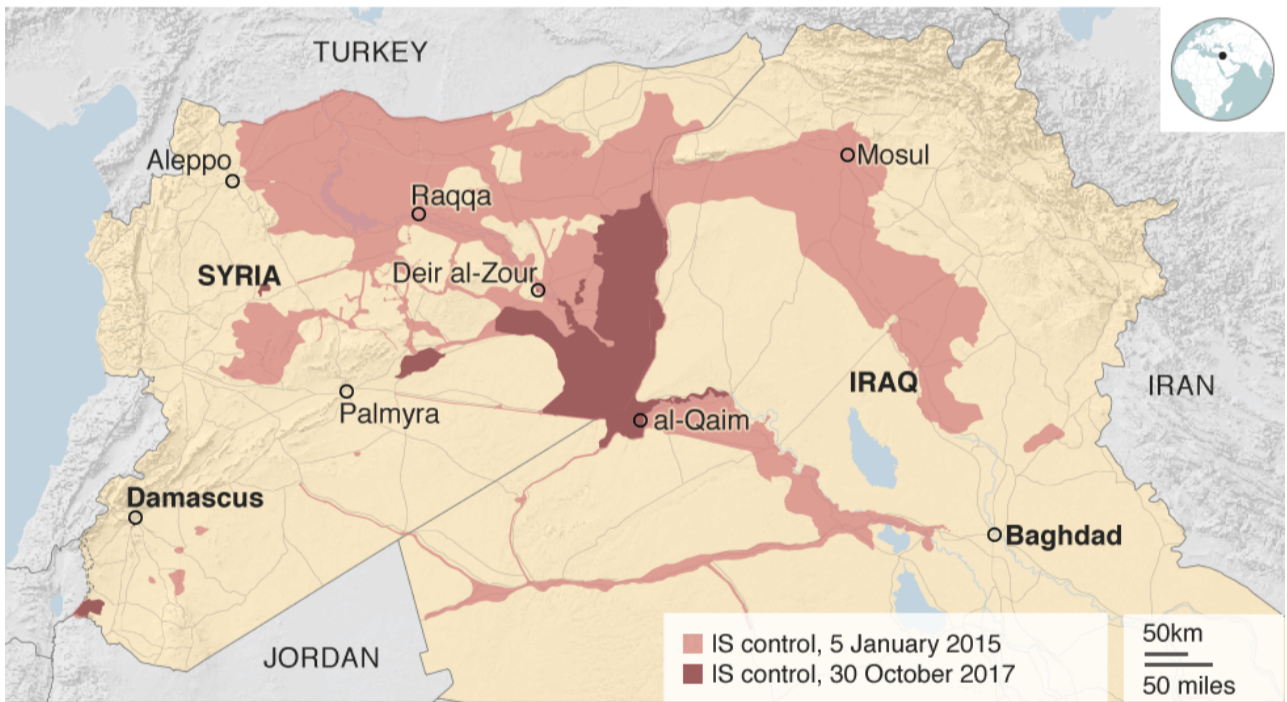 TURKEY
Aleppo
Mosul
Raqqa
SYRIA
Deir al-Zour
IRAQ
IRAN
Palmyra
al-Qaim
Damascus
Baghdad
JORDAN
IS control, 5 January 2015
IS control, 30 October 2017
50km
50 miles